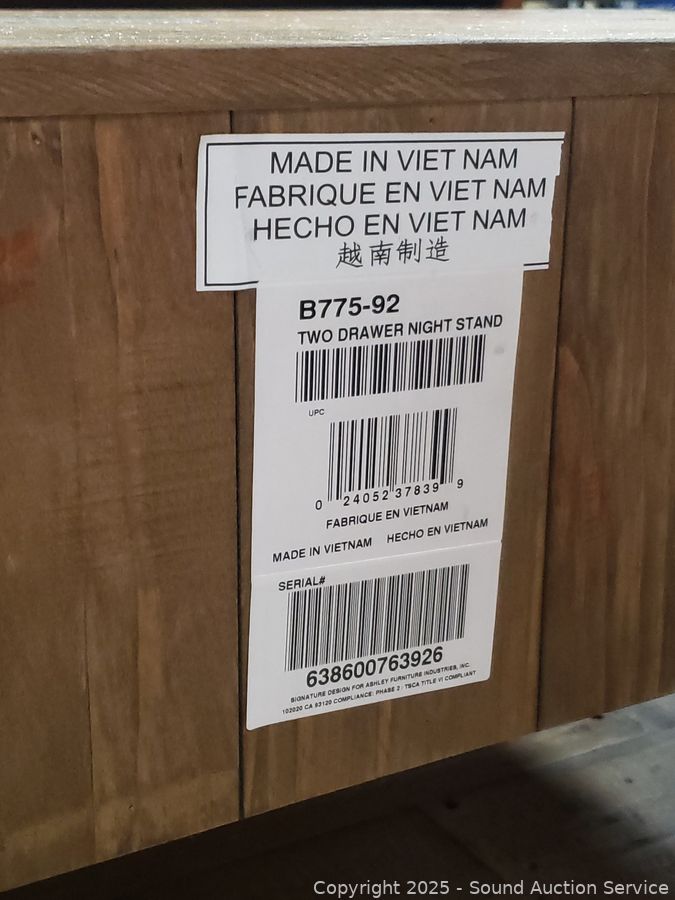 MADE IN VIET NAM
FABRIQUE EN VIET NAM
HECHO EN VIET NAM
越南制造
B775-92
TWO DRAWER NIGHT STAND
UPC
0 24052 37839 9
FABRIQUE EN VIETNAM
MADE IN VIETNAM HECHO EN VIETNAM
SERIAL#
638600763926
SIGNATURE DESIGN FOR ASHLEY FURNITURE INDUSTRIES, INC.
102020 CA 93120 COMPLIANCE: PHASE 2 / TSCA TITLE VI COMPLIANT
Copyright 2025 - Sound Auction Service